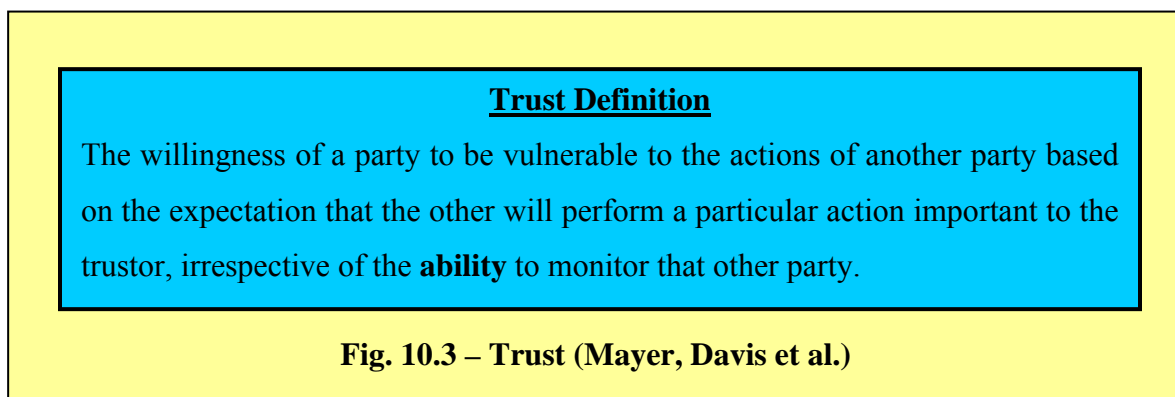 Trust Definition
The willingness of a party to be vulnerable to the actions of another party based
on the expectation that the other will perform a particular action important to the
trustor, irrespective of the ability to monitor that other party.
Fig. 10.3 – Trust (Mayer, Davis et al.)